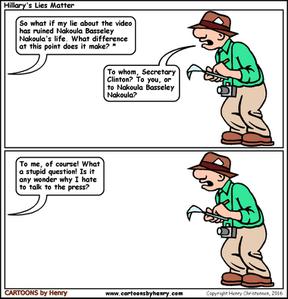 Hillary's Lies Matter
So what if my lie about the video
has ruined Nakoula Basseley
Nakoula's life. What difference
at this point does it make? "
To whom, Secretary
Clinton? To you, or
to Nakoula Basseley
Nakoula?
To me, of course! What
a stupid question! Is it
any wonder why I hate
to talk to the press?
CARTOONS by Henry
www.cartoonsbyhenry.com
Copyright Henry Christensen, 2016